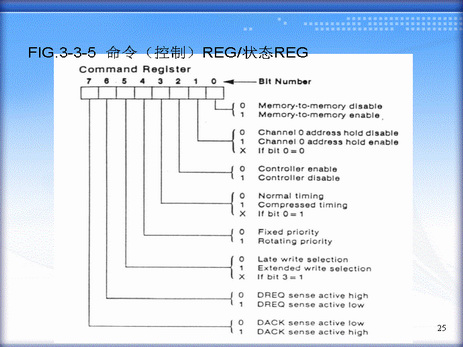 FIG.3-3-5 命令（控制）REG/状态REG
Command Register
7 6 5 4 3 2 1 0 Bit Number
0 Memory-to-memory disable
1 Memory-to-memory enable
0 Channel 0 address hold disable
1 Channel 0 address hold enable
X If bit 0 = 0
0 Controller enable
1 Controller disable
0 Normal timing
1 Compressed timing
X If bit 0 = 1
0 Fixed priority
1 Rotating priority
0 Late write selection
1 Extended write selection
X If bit 3 = 1
0 DREQ sense active high
1 DREQ sense active low
0 DACK sense active low
1 DACK sense active high
25